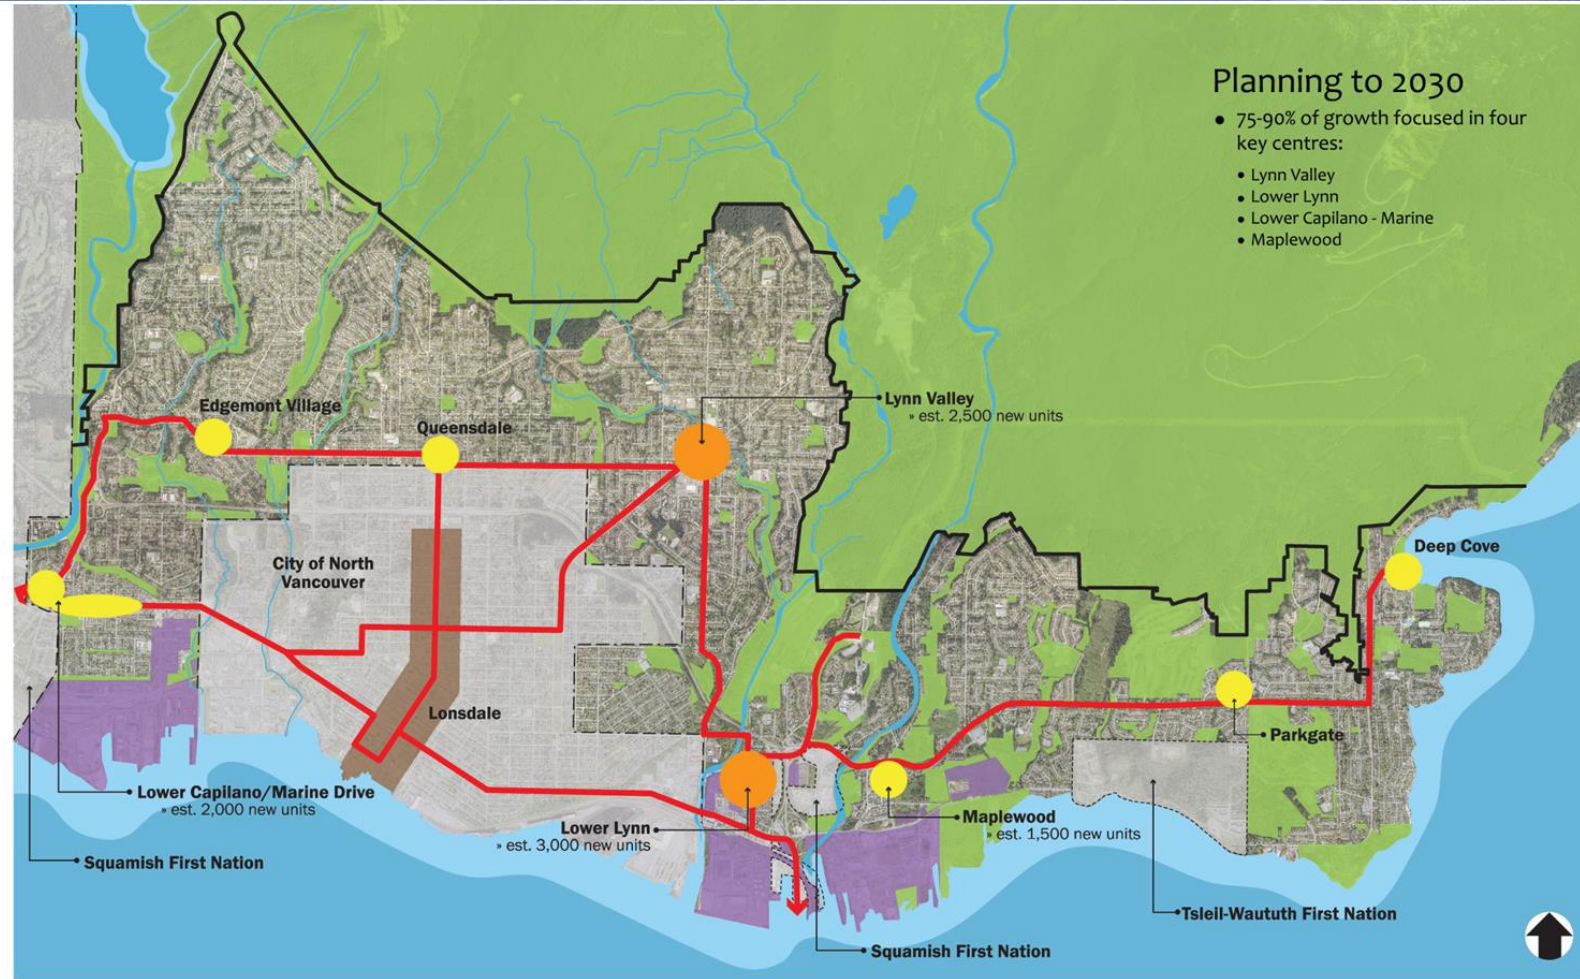 Planning to 2030
• 75-90% of growth focused in four
key centres:
• Lynn Valley
• Lower Lynn
• Lower Capilano - Marine
• Maplewood
Edgemont Village
Queensdale
Lynn Valley
» est. 2,500 new units
Deep Cove
City of North
Vancouver
Lonsdale
Parkgate
Lower Capilano/Marine Drive
» est. 2,000 new units
Lower Lynn
» est. 3,000 new units
Maplewood
» est. 1,500 new units
Squamish First Nation
Tsleil-Waututh First Nation
Squamish First Nation